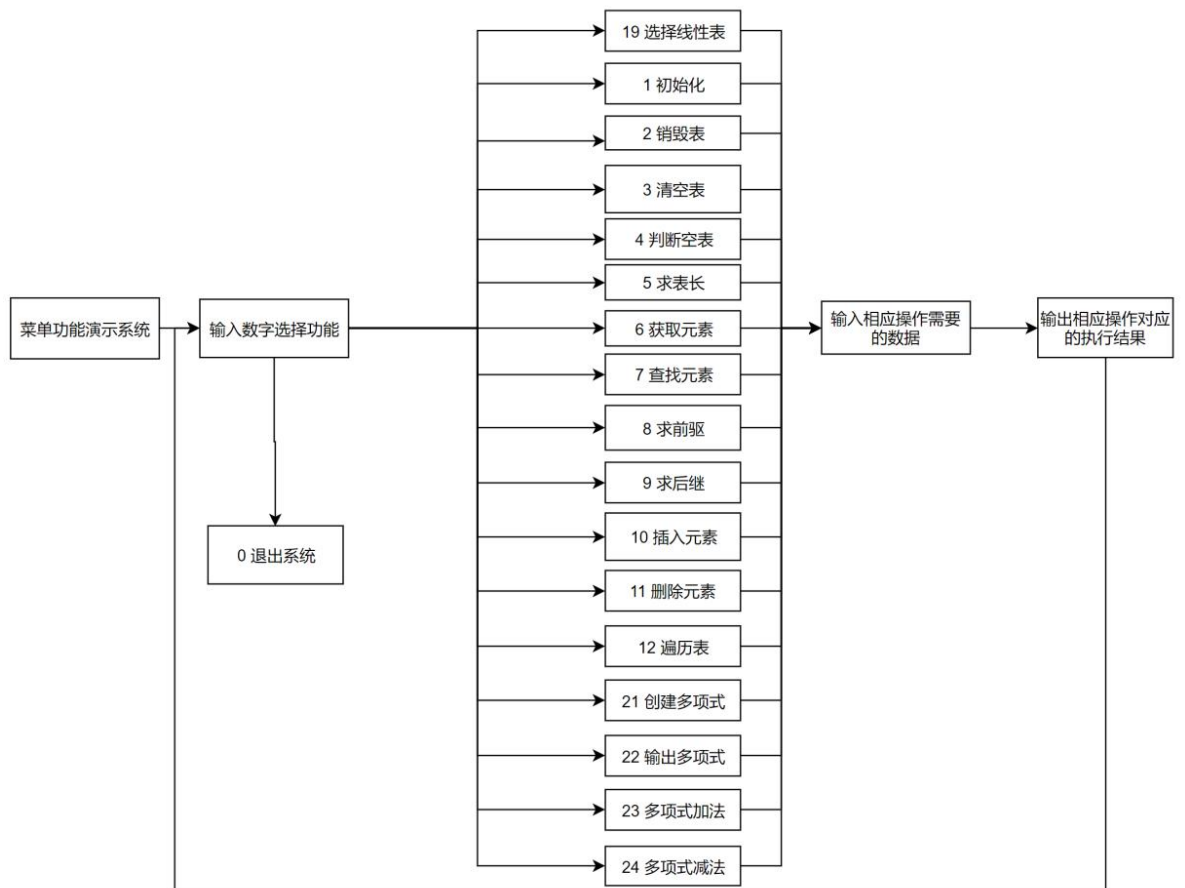 菜单功能演示系统
输入数字选择功能
0 退出系统
19 选择线性表
1 初始化
2 销毁表
3 清空表
4 判断空表
5 求表长
6 获取元素
7 查找元素
8 求前驱
9 求后继
10 插入元素
11 删除元素
12 遍历表
21 创建多项式
22 输出多项式
23 多项式加法
24 多项式减法
输入相应操作需要
的数据
输出相应操作对应
的执行结果